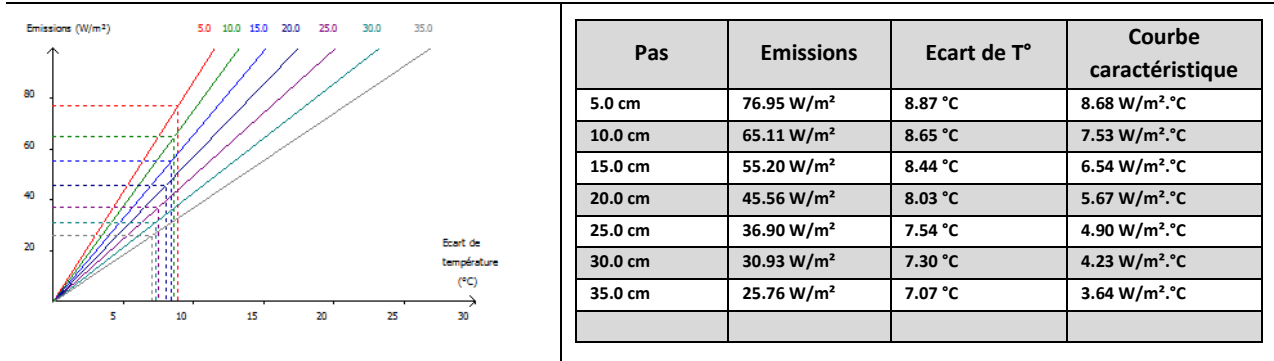 Emissions (W/m²) 5.0 10.0 15.0 20.0 25.0 30.0 35.0
80
60
40
20
Ecart de
température
(°C)
5 10 15 20 25 30
Pas Emissions Ecart de T° Courbe caractéristique
5.0 cm 76.95 W/m² 8.87 °C 8.68 W/m².°C
10.0 cm 65.11 W/m² 8.65 °C 7.53 W/m².°C
15.0 cm 55.20 W/m² 8.44 °C 6.54 W/m².°C
20.0 cm 45.56 W/m² 8.03 °C 5.67 W/m².°C
25.0 cm 36.90 W/m² 7.54 °C 4.90 W/m².°C
30.0 cm 30.93 W/m² 7.30 °C 4.23 W/m².°C
35.0 cm 25.76 W/m² 7.07 °C 3.64 W/m².°C